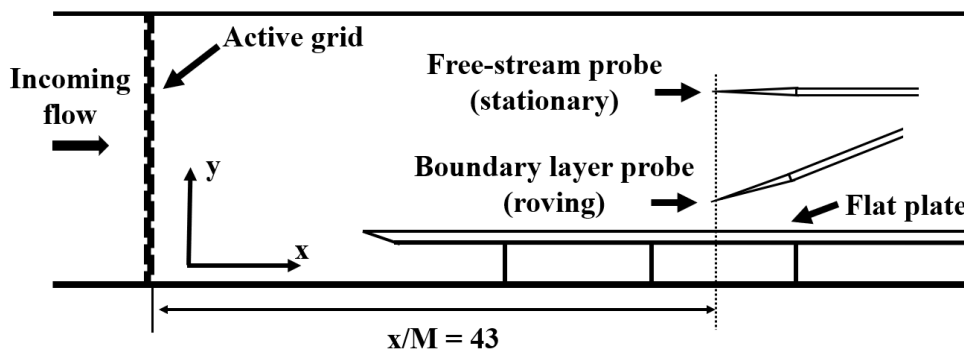 Active grid
Incoming
flow
Free-stream probe
(stationary)
Boundary layer probe
(roving)
Flat plate
y
x
x/M = 43